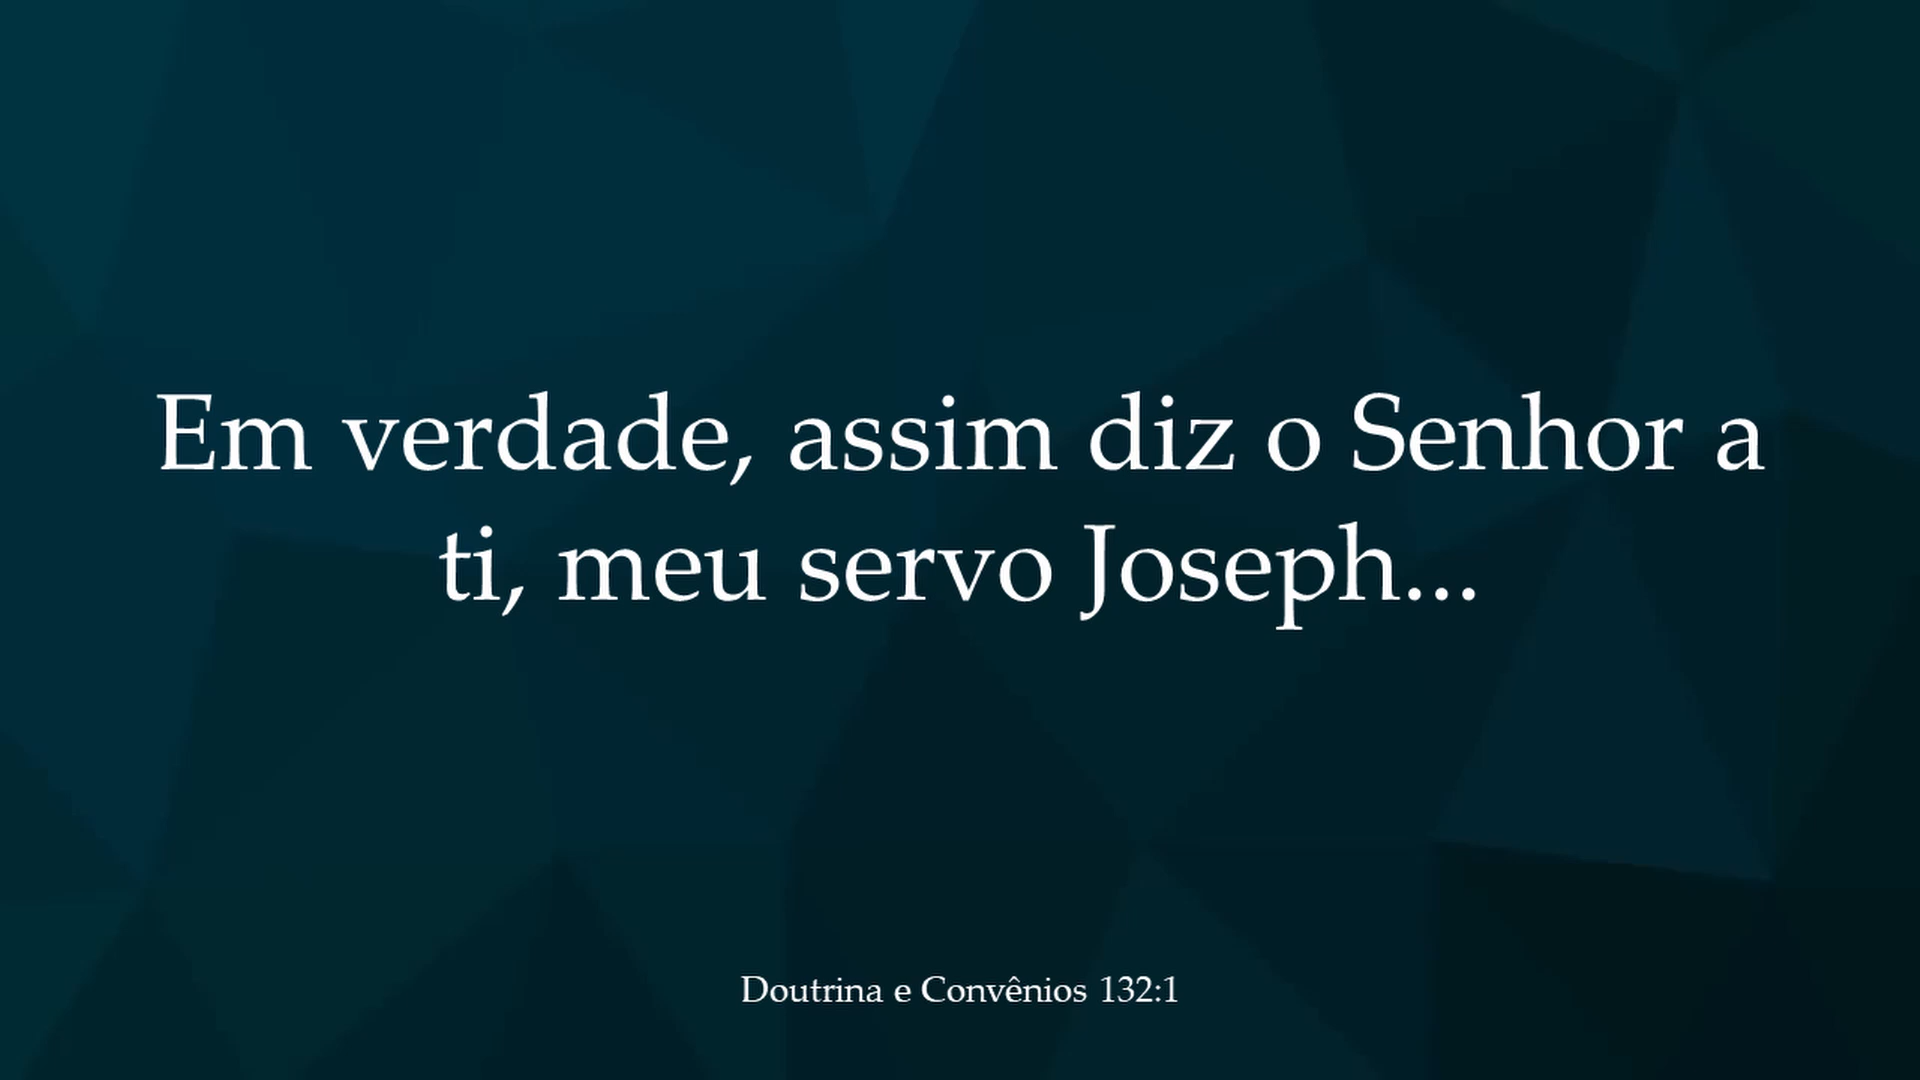 Em verdade, assim diz o Senhor a
ti, meu servo Joseph...
Doutrina e Convênios 132:1